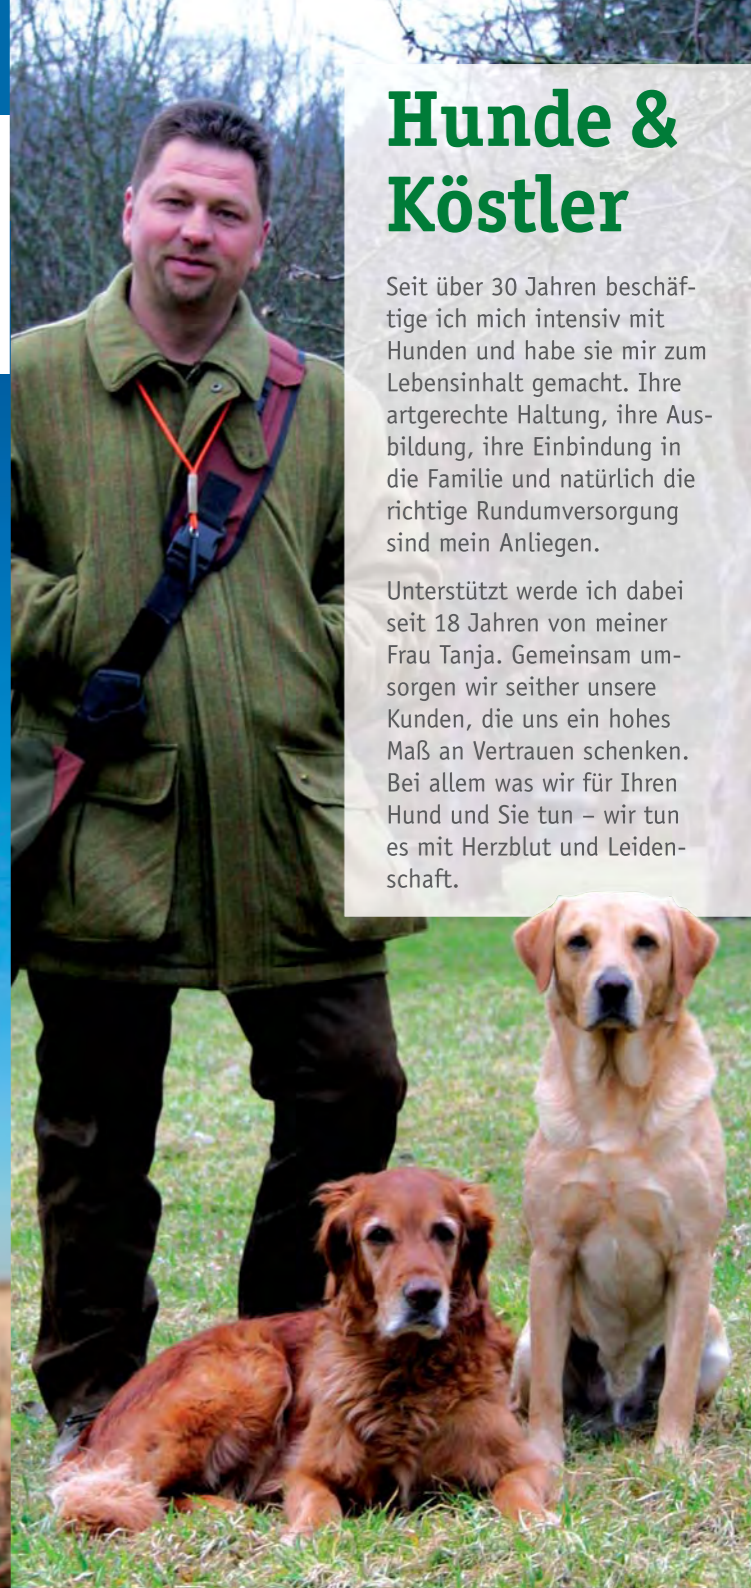 Hunde &
Köstler
Seit über 30 Jahren beschäf-
tige ich mich intensiv mit
Hunden und habe sie mir zum
Lebensinhalt gemacht. Ihre
artgerechte Haltung, ihre Aus-
bildung, ihre Einbindung in
die Familie und natürlich die
richtige Rundumversorgung
sind mein Anliegen.
Unterstützt werde ich dabei
seit 18 Jahren von meiner
Frau Tanja. Gemeinsam um-
sorgen wir seither unsere
Kunden, die uns ein hohes
Maß an Vertrauen schenken.
Bei allem was wir für Ihren
Hund und Sie tun – wir tun
es mit Herzblut und Leiden-
schaft.